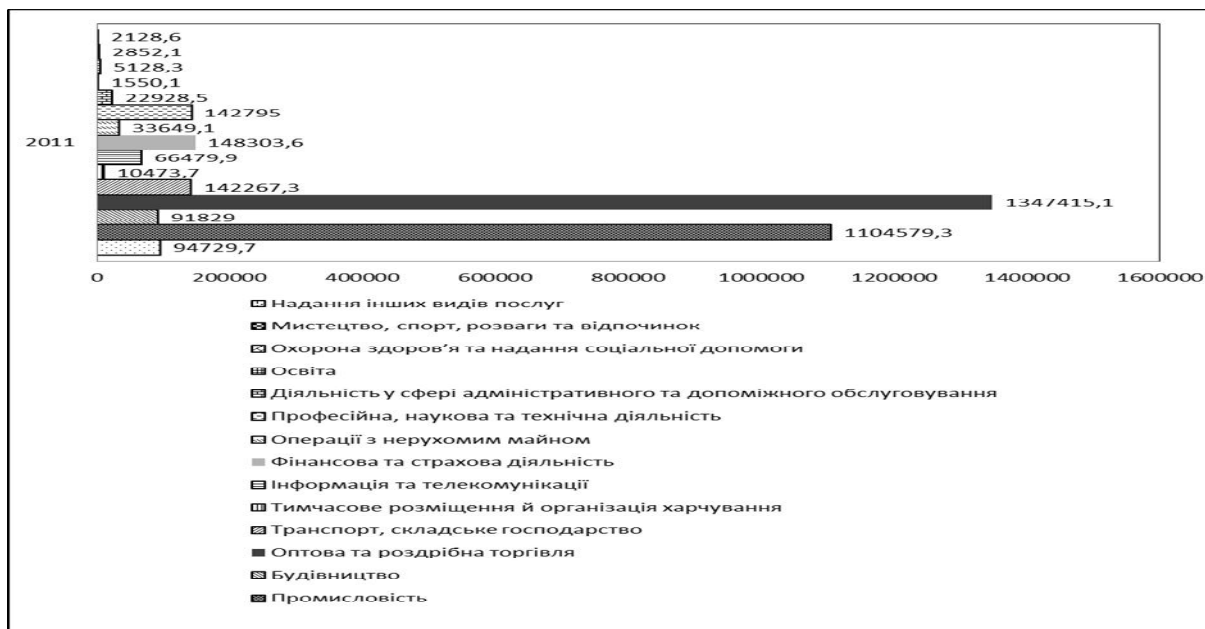 2128,6
2852,1
5128,3
1550,1
22928,5
142795
33649,1
2011
148303,6
66479,9
10473,7
142267,3
1347415,1
91829
1104579,3
94729,7
0 200000 400000 600000 800000 1000000 1200000 1400000 1600000
Надання інших видів послуг
Мистецтво, спорт, розваги та відпочинок
Охорона здоров'я та надання соціальної допомоги
Освіта
Діяльність у сфері адміністративного та допоміжного обслуговування
Професійна, наукова та технічна діяльність
Операції з нерухомим майном
Фінансова та страхова діяльність
Інформація та телекомунікації
Тимчасове розміщення й організація харчування
Транспорт, складське господарство
Оптова та роздрібна торгівля
Будівництво
Промисловість